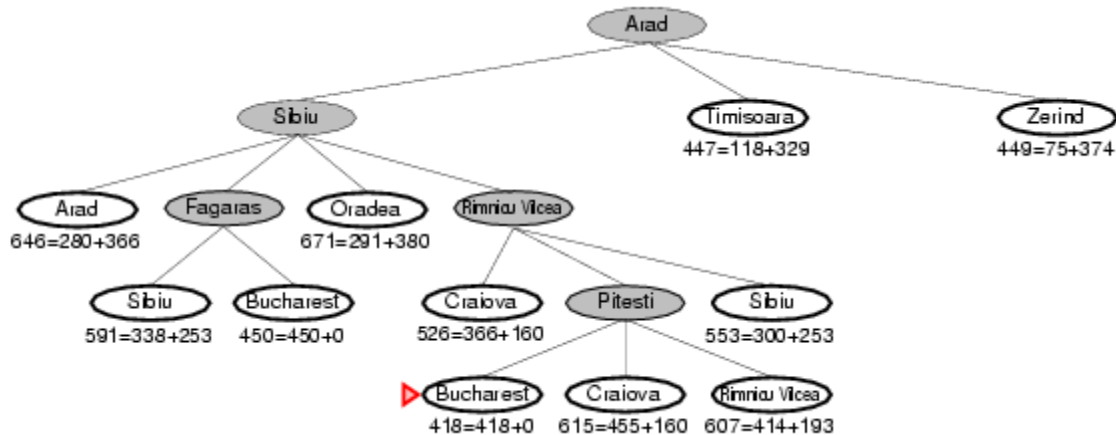 Arad
Sibiu
Timisoara
Zerind
447=118+329
449=75+374
Arad
Fagaras
Oradea
Rimnicu Vilcea
646=280+366
671=291+380
Sibiu
Bucharest
Craiova
Pitesti
Sibiu
591=338+253
450=450+0
526=366+160
553=300+253
Bucharest
Craiova
Rimnicu Vilcea
418=418+0
615=455+160
607=414+193